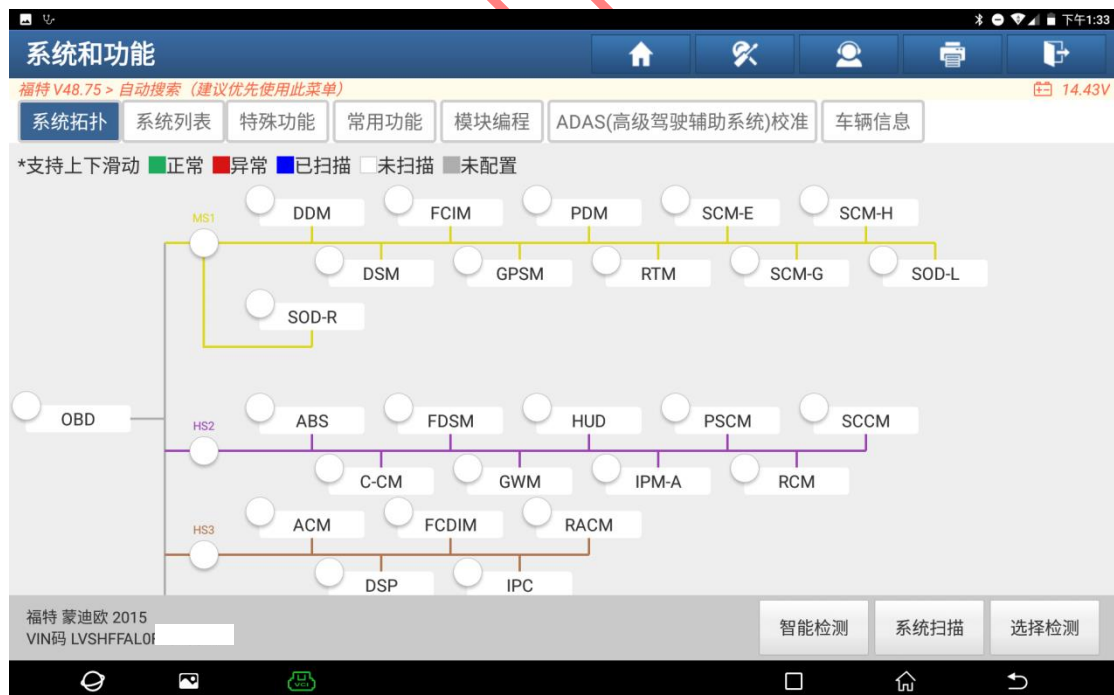 下午1:33
系统和功能
福特 V48.75 > 自动搜索（建议优先使用此菜单）
14.43V
系统拓扑 系统列表 特殊功能 常用功能 模块编程 ADAS(高级驾驶辅助系统)校准 车辆信息
*支持上下滑动 正常 异常 已扫描 未扫描 未配置
MS1 DDM FCIM PDM SCM-E SCM-H
DSM GPSM RTM SCM-G SOD-L
SOD-R
OBD
HS2 ABS FDSM HUD PSCM SCCM
C-CM GWM IPM-A RCM
HS3 ACM FCDIM RACM
DSP IPC
福特 蒙迪欧 2015
VIN码 LVSHFFAL0
智能检测 系统扫描 选择检测
VCI